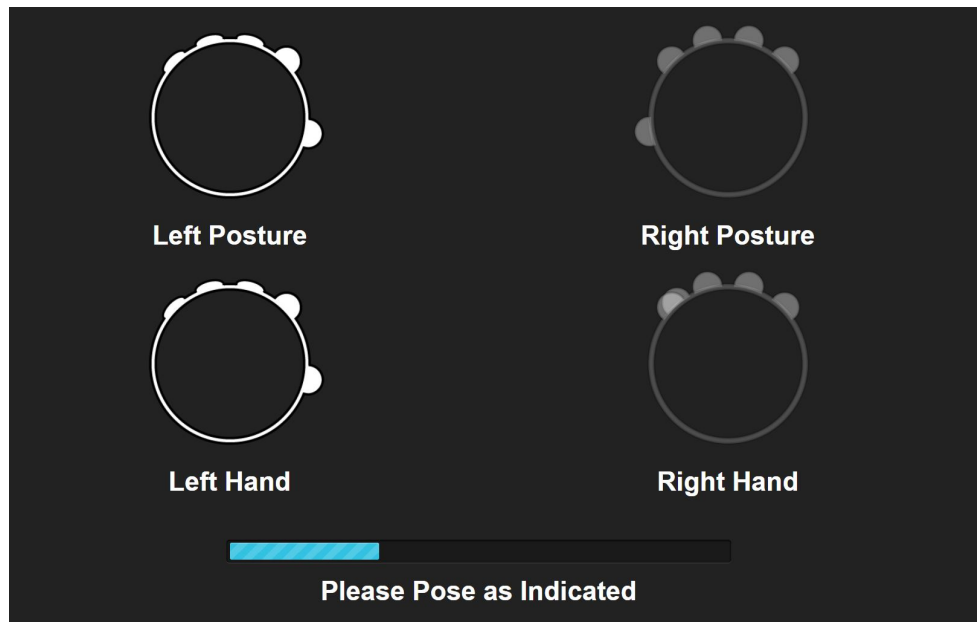 Left Posture
Right Posture
Left Hand
Right Hand
Please Pose as Indicated